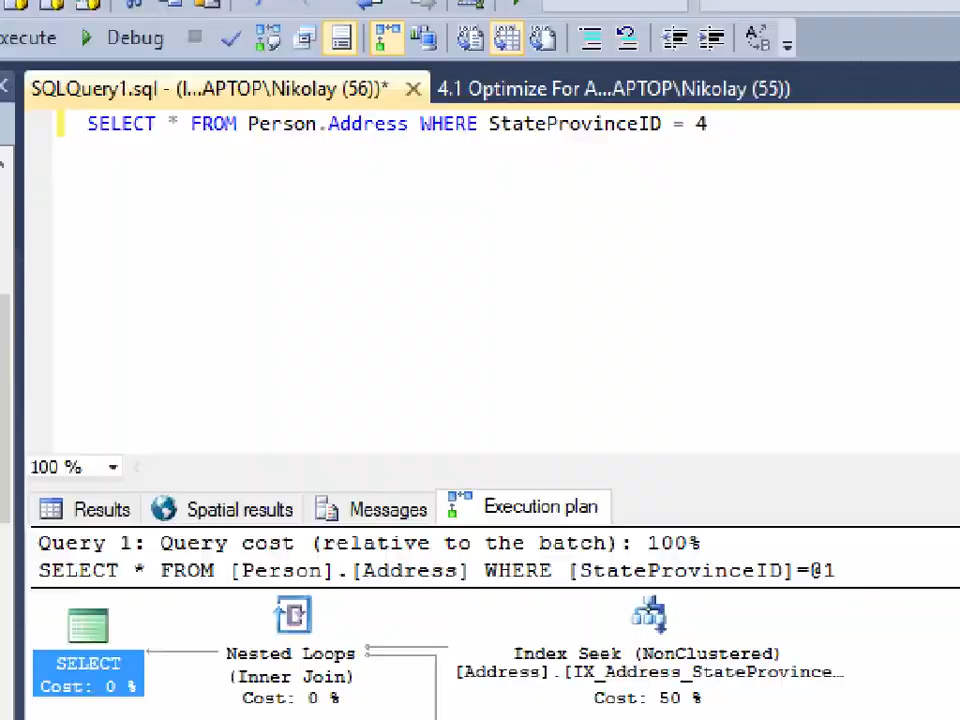 xecute Debug
SQLQuery1.sql - (l...APTOP\Nikolay (56))* 4.1 Optimize For A...APTOP\Nikolay (55))
SELECT * FROM Person.Address WHERE StateProvinceID = 4
100 %
Results Spatial results Messages Execution plan
Query 1: Query cost (relative to the batch): 100%
SELECT * FROM [Person].[Address] WHERE [StateProvinceID]=@1
SELECT
Cost: 0 %
Nested Loops
(Inner Join)
Cost: 0 %
Index Seek (NonClustered)
[Address].[IX_Address_StateProvince…
Cost: 50 %